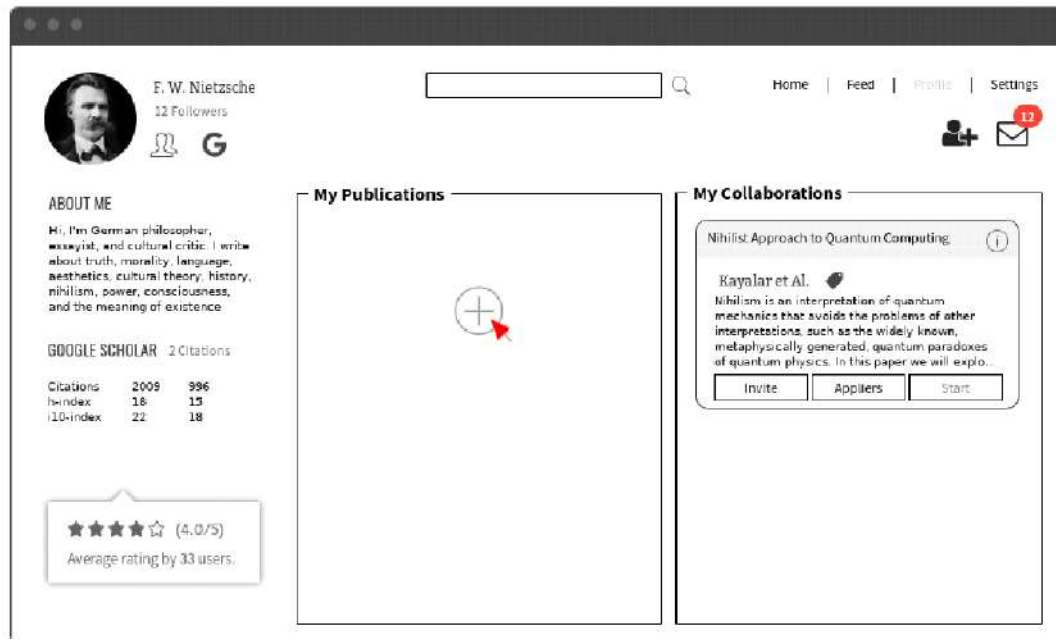 F. W. Nietzsche
12 Followers
G
Home | Feed | Profile | Settings
12
ABOUT ME
Hi, I'm German philosopher,
essayist, and cultural critic. I write
about truth, morality, language,
aesthetics, cultural theory, history,
nihilism, power, consciousness,
and the meaning of existence
GOOGLE SCHOLAR 2 Citations
Citations 2009 996
h-index 18 15
i10-index 22 18
(4.0/5)
Average rating by 33 users.
My Publications
My Collaborations
Nihilist Approach to Quantum Computing
i
Kayalar et Al.
Nihilism is an interpretation of quantum
mechanics that avoids the problems of other
interpretations, such as the widely known,
metaphysically generated, quantum paradoxes
of quantum physics. In this paper we will explo...
Invite Appliers Start